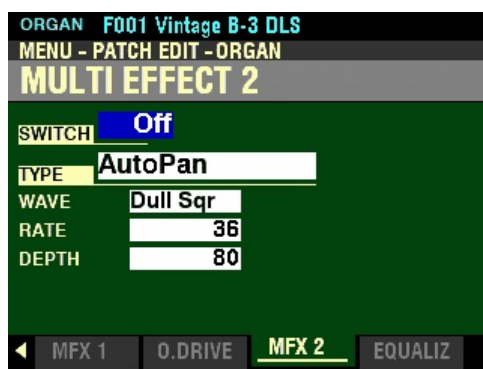 ORGAN F001 Vintage B-3 DLS
MENU - PATCH EDIT - ORGAN
MULTI EFFECT 2
SWITCH Off
TYPE AutoPan
WAVE Dull Sqr
RATE 36
DEPTH 80
MFX 1 O.DRIVE MFX 2 EQUALIZ